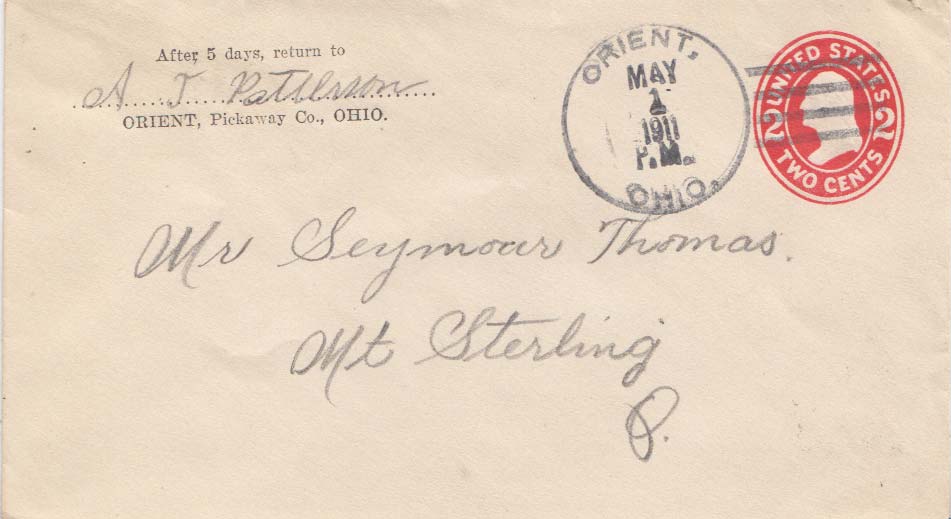 After 5 days, return to
A T Patterson
ORIENT, Pickaway Co., OHIO.
ORIENT,
MAY
1
1911
P.M.
OHIO.
UNITED STATES
2 2
TWO CENTS
Mr Seymour Thomas.
Mt Sterling
O.